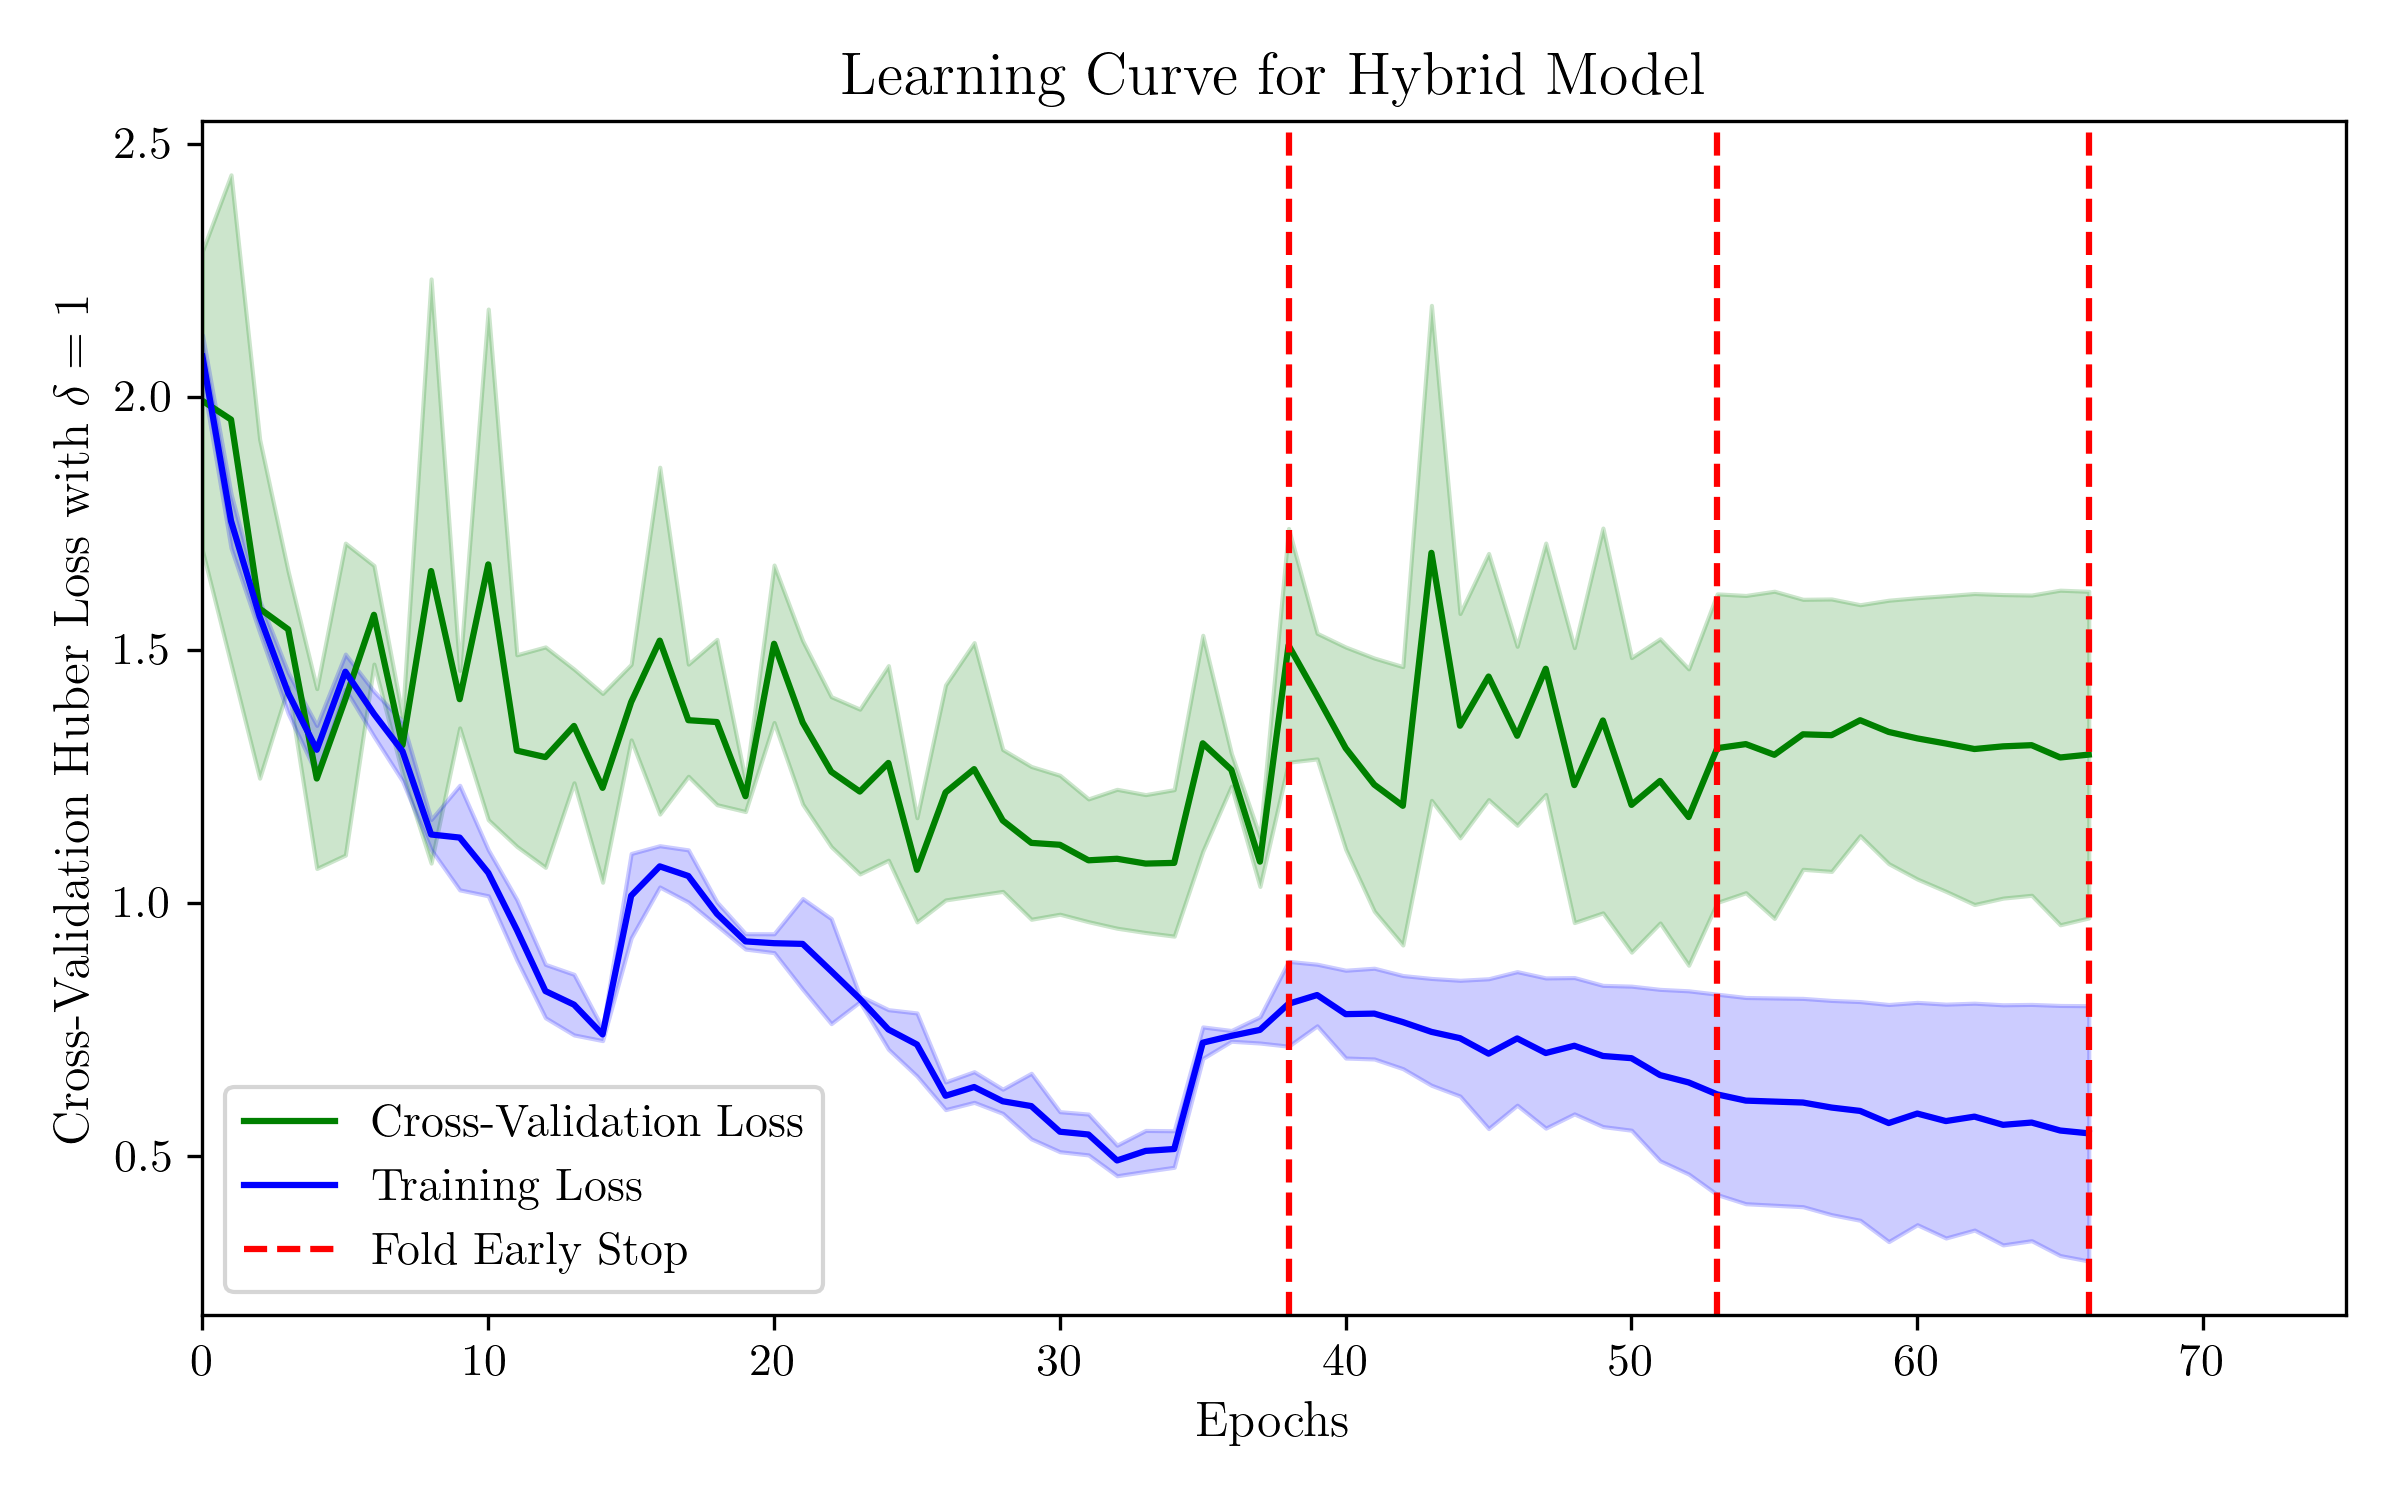 Learning Curve for Hybrid Model
Cross-Validation Huber Loss with δ = 1
2.5
2.0
1.5
1.0
0.5
Cross-Validation Loss
Training Loss
Fold Early Stop
0 10 20 30 40 50 60 70
Epochs